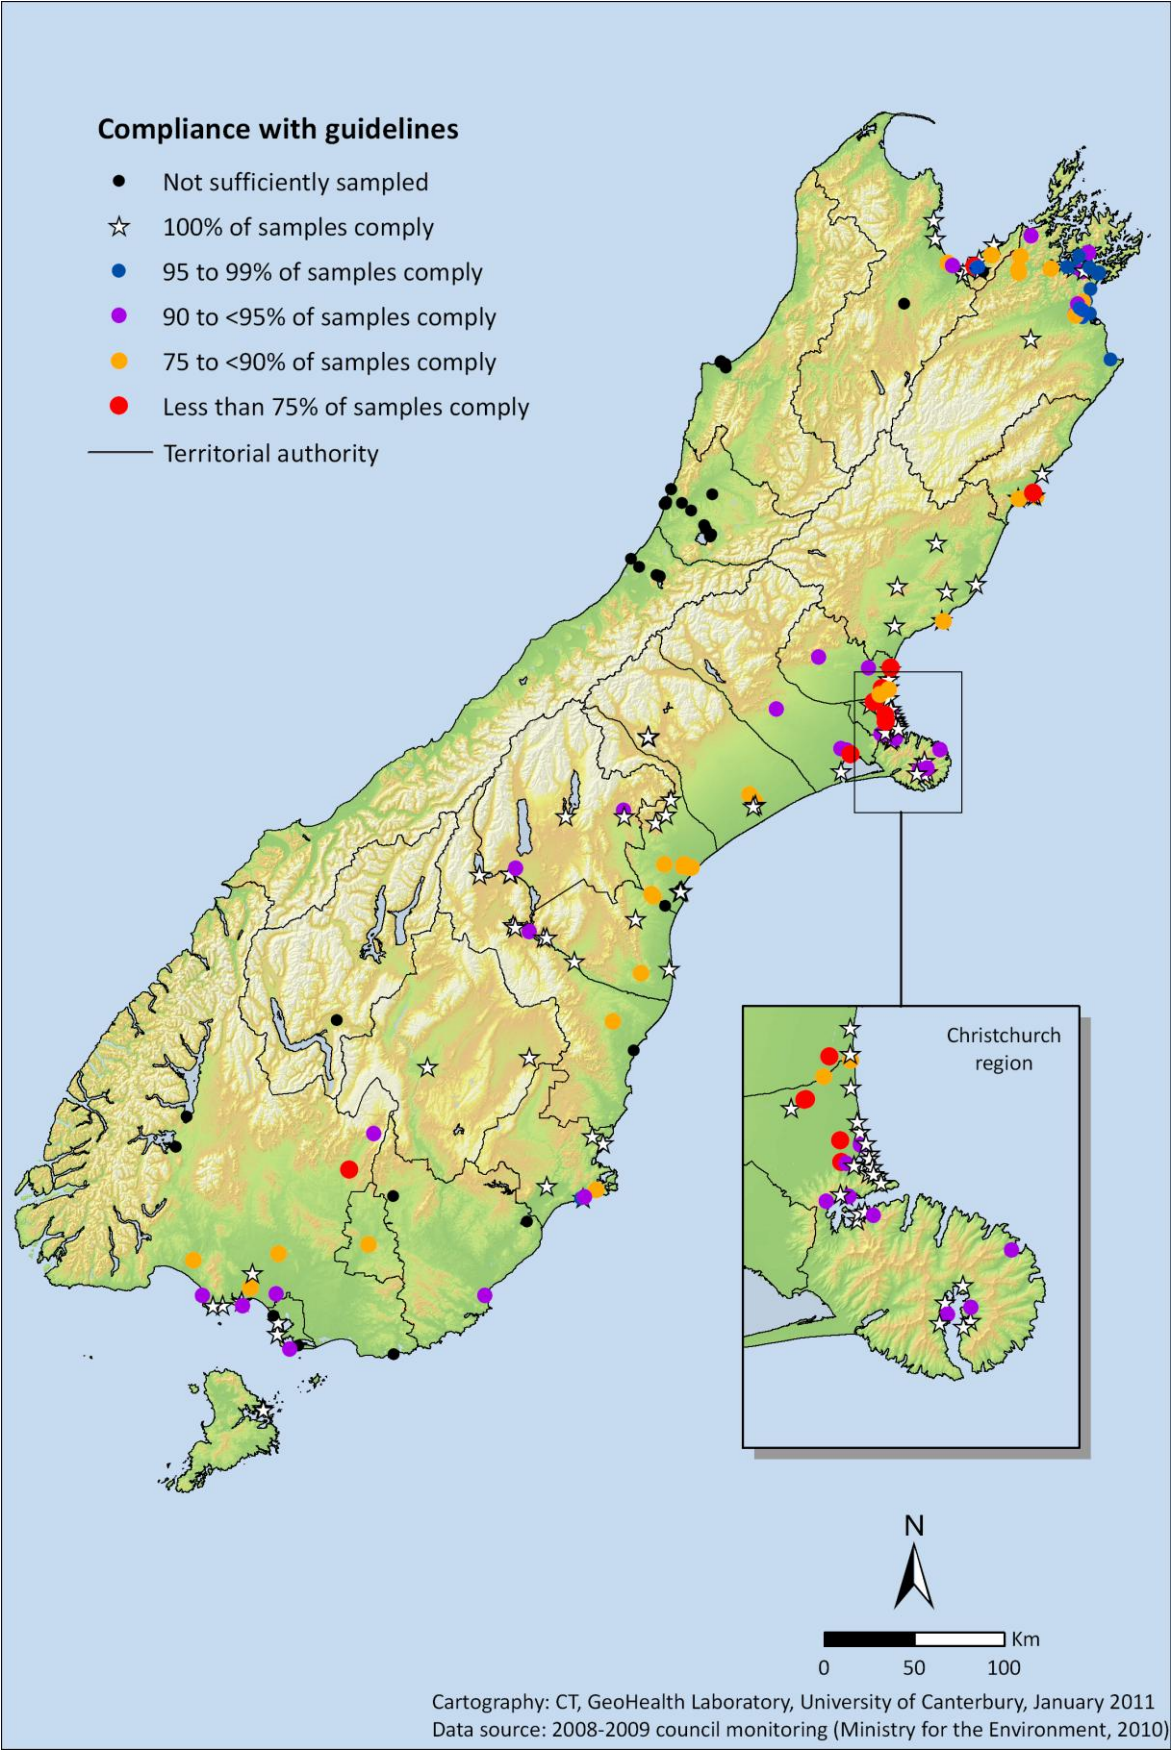 Compliance with guidelines
Not sufficiently sampled
100% of samples comply
95 to 99% of samples comply
90 to <95% of samples comply
75 to <90% of samples comply
Less than 75% of samples comply
Territorial authority
Christchurch
region
N
Km
0 50 100
Cartography: CT, GeoHealth Laboratory, University of Canterbury, January 2011
Data source: 2008-2009 council monitoring (Ministry for the Environment, 2010)